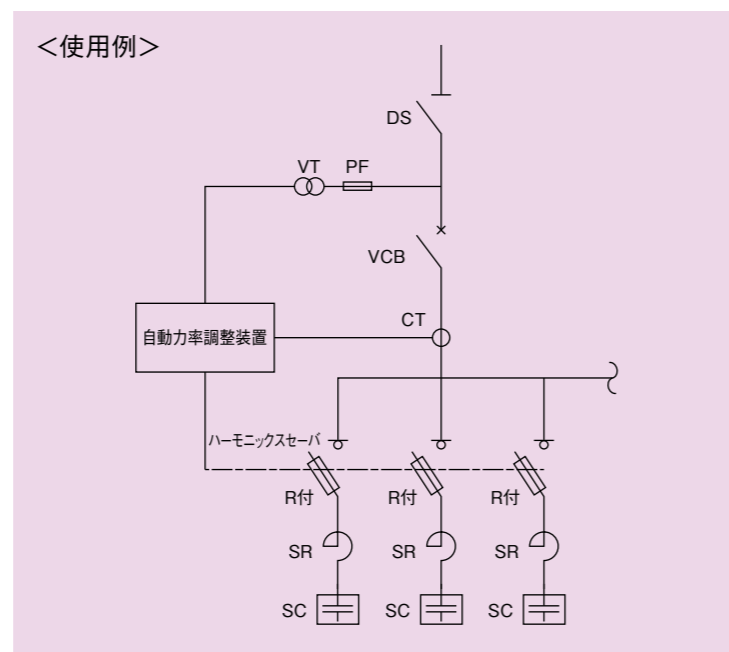 ＜使用例＞
DS
VT PF
VCB
CT
自動力率調整装置
ハーモニックスセーバ
R付 R付 R付
SR SR SR
SC SC SC